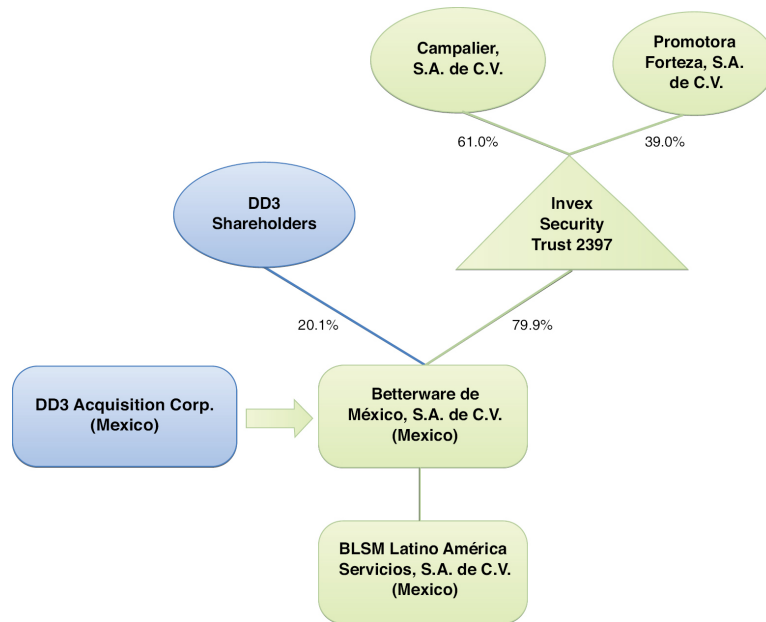 Campalier,
S.A. de C.V.
Promotora
Forteza, S.A.
de C.V.
61.0%
39.0%
DD3
Shareholders
Invex
Security
Trust 2397
20.1%
79.9%
DD3 Acquisition Corp.
(Mexico)
Betterware de
México, S.A. de C.V.
(Mexico)
BLSM Latino América
Servicios, S.A. de C.V.
(Mexico)